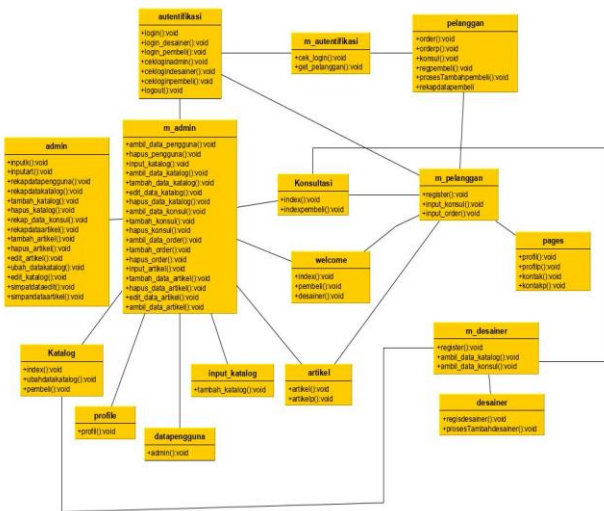 autentifikasi
+login():void
+login_desainer():void
+login_pembeli():void
+cekloginadmin():void
+ceklogindesainer():void
+cekloginpembeli():void
+logout():void
m_autentifikasi
+cek_login():void
+get_pelanggan():void
pelanggan
+order():void
+orderp():void
+konsul():void
+regpembeli():void
+prosesTambahpembeli():void
+rekapdatapembeli
admin
+inputk():void
+inputart():void
+rekapdatapengguna():void
+rekapdatakatalog():void
+tambah_katalog():void
+hapus_katalog():void
+rekap_data_konsul():void
+rekapdataartikel():void
+tambah_artikel():void
+hapus_artikel():void
+edit_artikel():void
+ubah_datakatalog():void
+edit_katalog():void
+simpatdataedit():void
+simpandataartikel():void
m_admin
+ambil_data_pengguna():void
+hapus_pengguna():void
+input_katalog():void
+ambil_data_katalog():void
+tambah_data_katalog():void
+edit_data_katalog():void
+hapus_data_katalog():void
+ambil_data_konsul():void
+tambah_konsul():void
+hapus_konsul():void
+ambil_data_order():void
+tambah_order():void
+hapus_order():void
+input_artikel():void
+tambah_data_artikel():void
+hapus_data_artikel():void
+edit_data_artikel():void
+ambil_data_artikel():void
Konsultasi
+index():void
+indexpembeli():void
m_pelanggan
+register():void
+input_konsul():void
+input_order():void
welcome
+index():void
+pembeli():void
+desainer():void
pages
+profil():void
+profilp():void
+kontak():void
+kontakp():void
Katalog
+index():void
+ubahdatakatalog():void
+pembeli():void
profile
+profil():void
datapengguna
+admin():void
input_katalog
+tambah_katalog():void
artikel
+artikel():void
+artikelp():void
m_desainer
+register():void
+ambil_data_katalog():void
+ambil_data_konsul():void
desainer
+regisdesainer():void
+prosesTambahdesainer():void